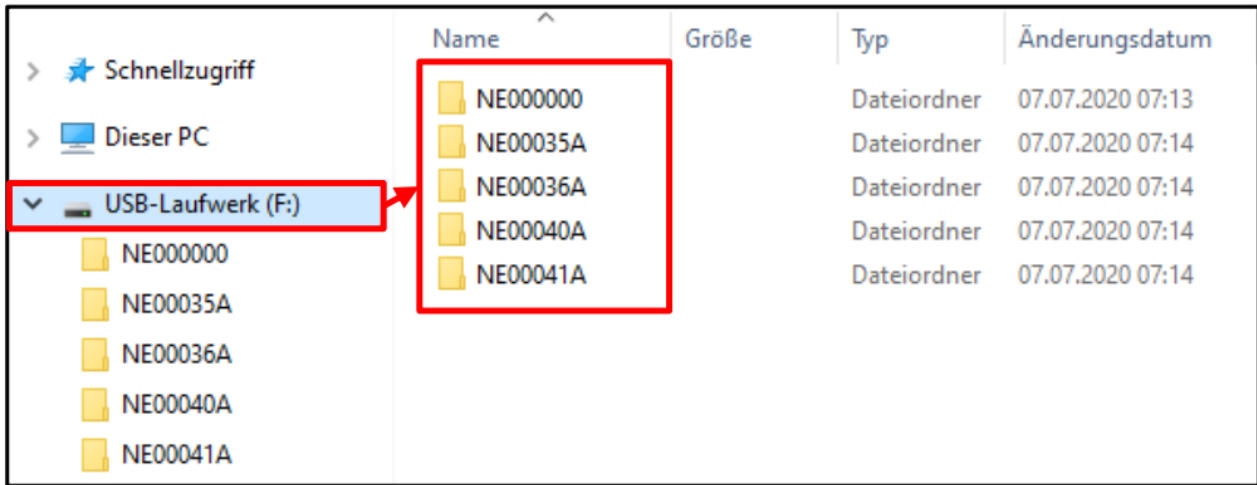 Schnellzugriff
Dieser PC
USB-Laufwerk (F:)
NE000000
NE00035A
NE00036A
NE00040A
NE00041A
Name Größe Typ Änderungsdatum
NE000000 Dateiordner 07.07.2020 07:13
NE00035A Dateiordner 07.07.2020 07:14
NE00036A Dateiordner 07.07.2020 07:14
NE00040A Dateiordner 07.07.2020 07:14
NE00041A Dateiordner 07.07.2020 07:14